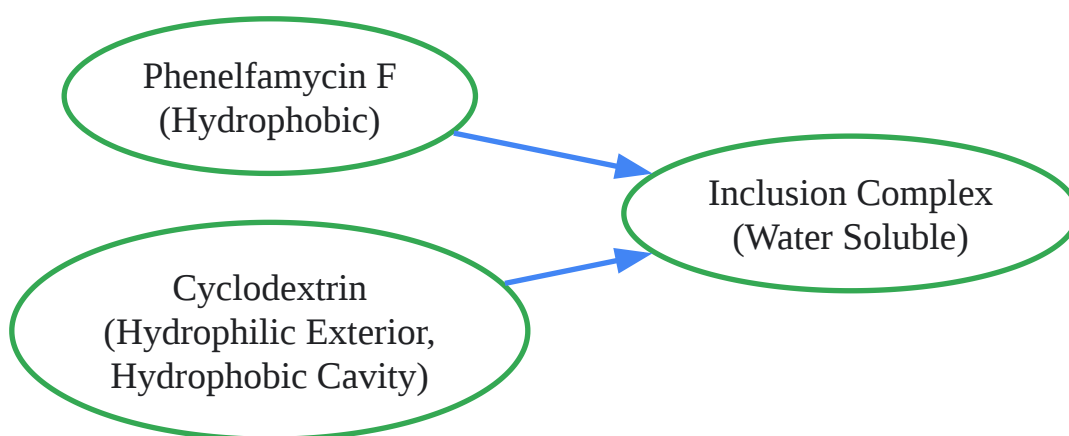 Phenelfamycin F
(Hydrophobic)
Inclusion Complex
(Water Soluble)
Cyclodextrin
(Hydrophilic Exterior,
Hydrophobic Cavity)